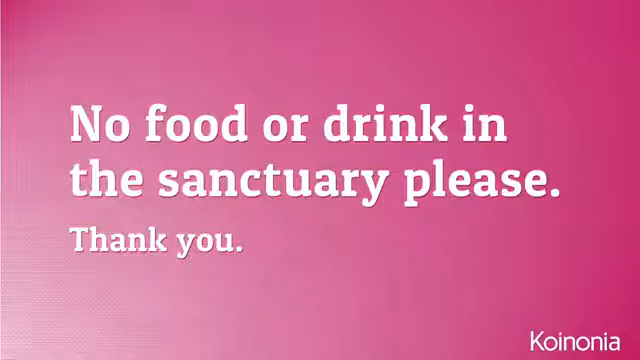 No food or drink in
the sanctuary please.
Thank you.
Koinonia